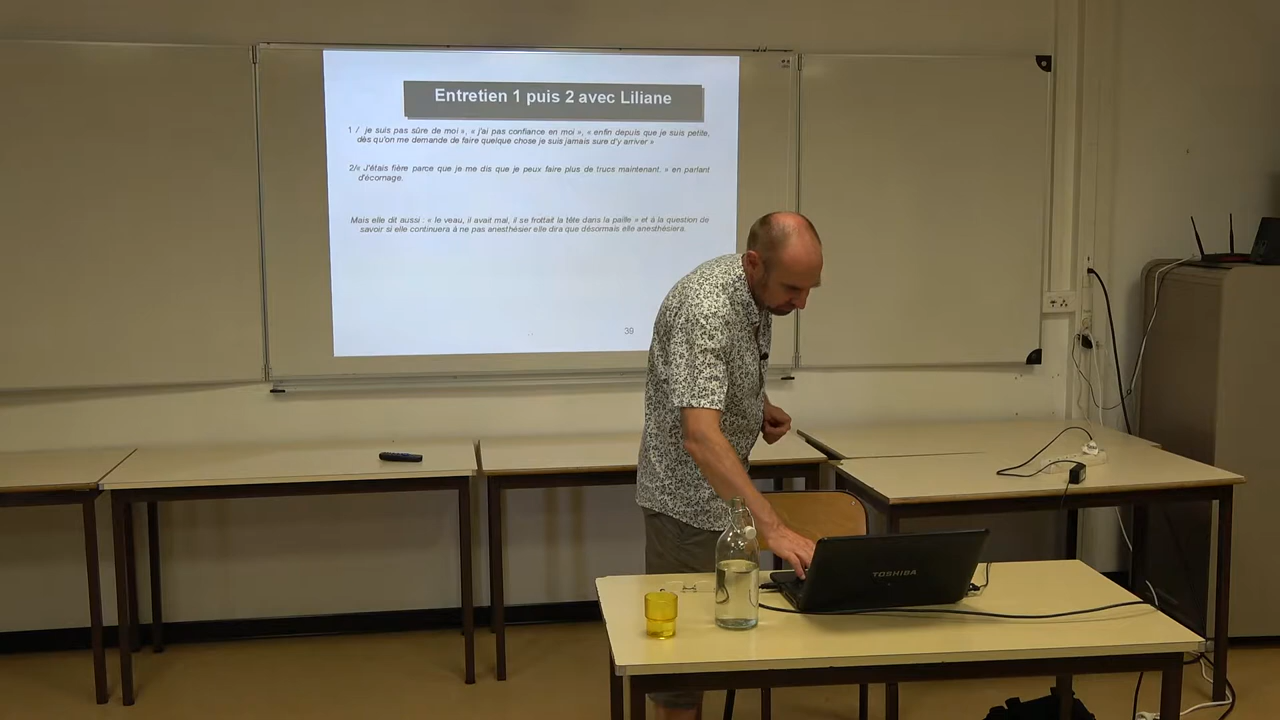 Entretien 1 puis 2 avec Liliane
1 / je suis pas sûre de moi », « j'ai pas confiance en moi », « enfin depuis que je suis petite,
dès qu'on me demande de faire quelque chose je suis jamais sure d'y arriver »
2/« J'étais fière parce que je me dis que je peux faire plus de trucs maintenant. » en parlant
d'écornage.
Mais elle dit aussi : « le veau, il avait mal, il se frottait la tête dans la paille » et à la question de
savoir si elle continuera à ne pas anesthésier elle dira que désormais elle anesthésiera.
39
TOSHIBA